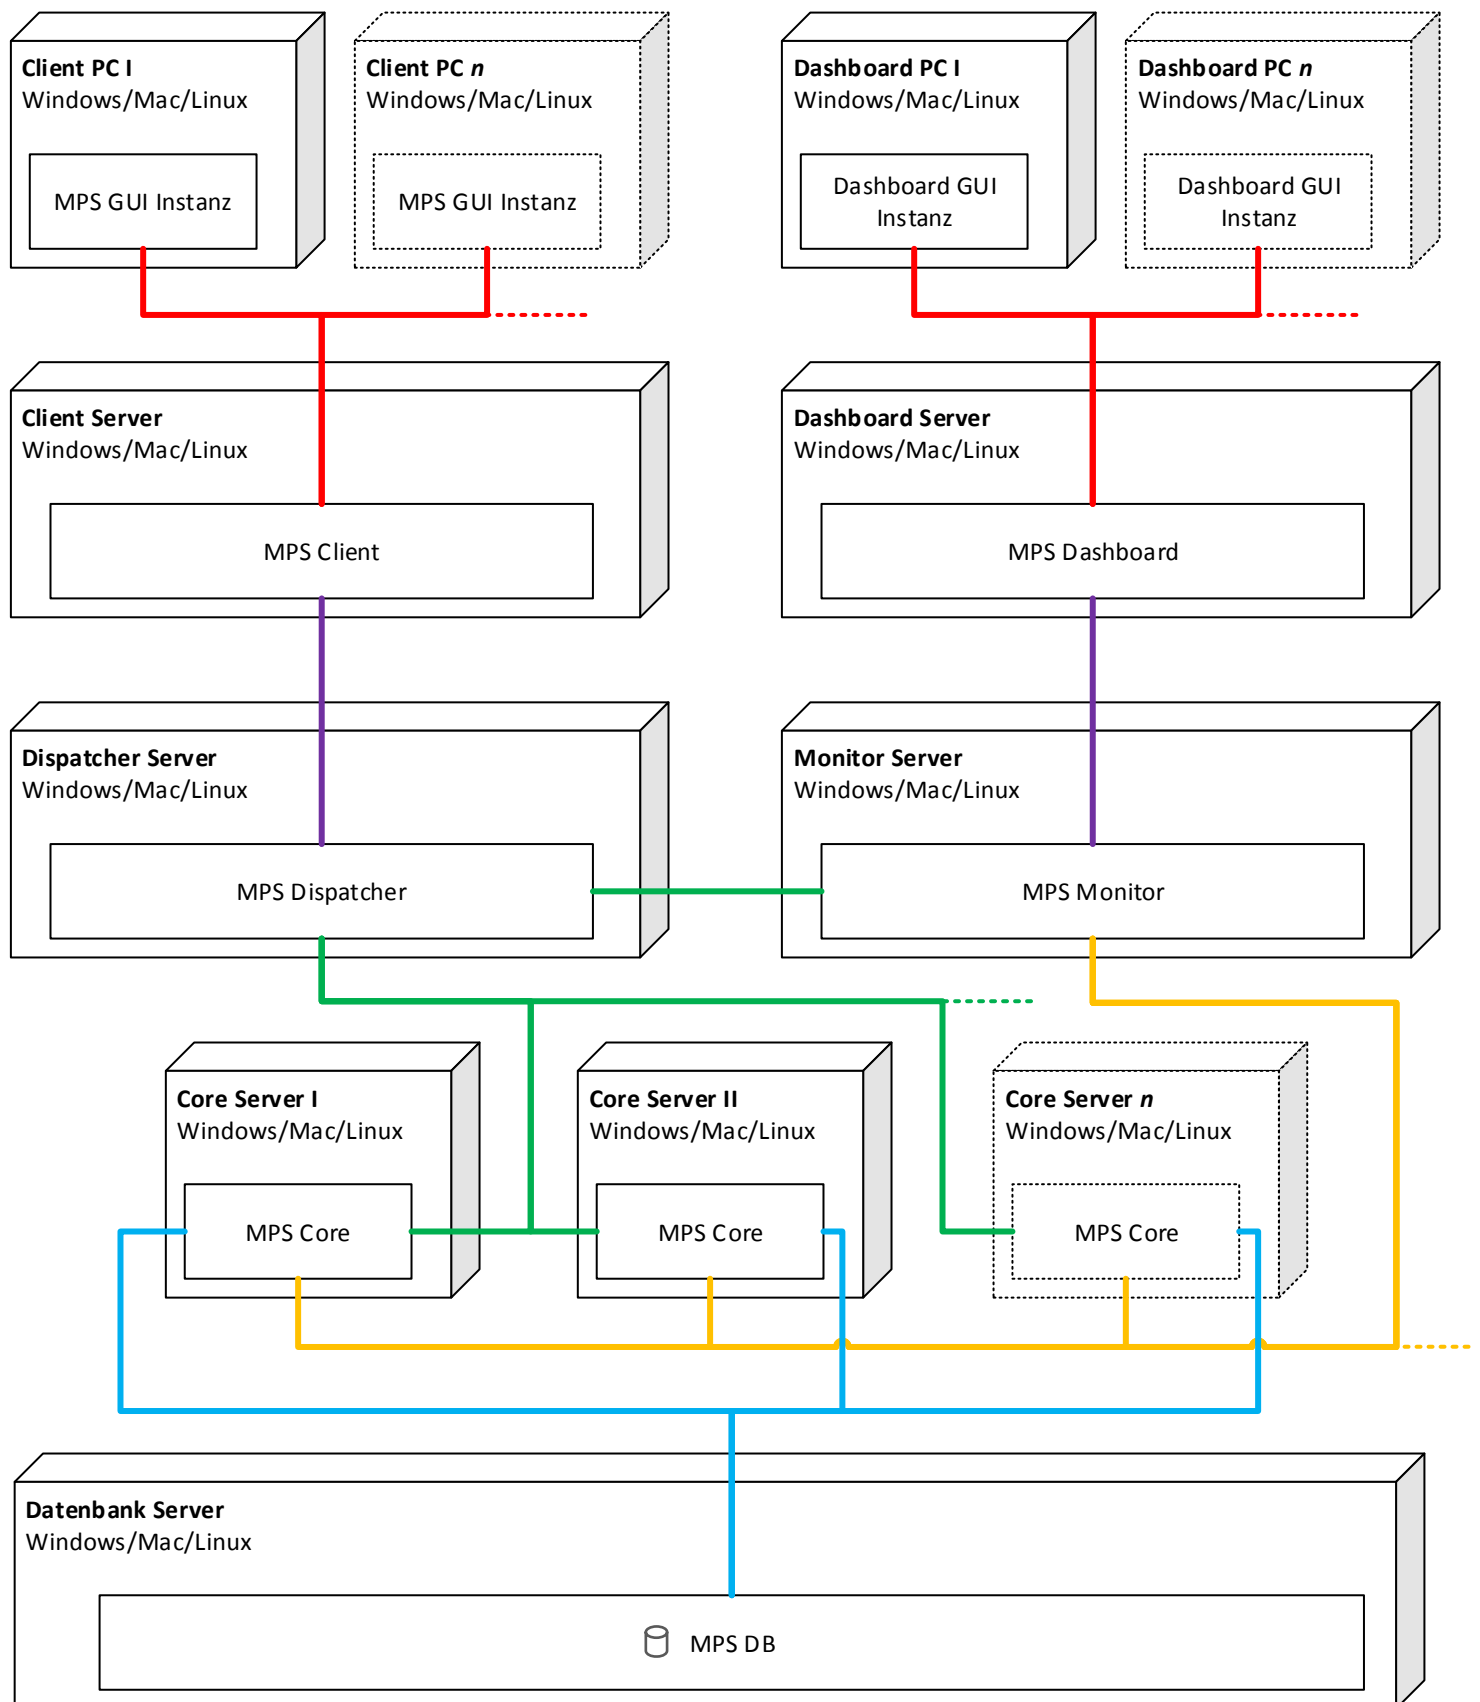 Client PC I
Windows/Mac/Linux
MPS GUI Instanz
Client PC n
Windows/Mac/Linux
MPS GUI Instanz
Dashboard PC I
Windows/Mac/Linux
Dashboard GUI
Instanz
Dashboard PC n
Windows/Mac/Linux
Dashboard GUI
Instanz
Client Server
Windows/Mac/Linux
MPS Client
Dashboard Server
Windows/Mac/Linux
MPS Dashboard
Dispatcher Server
Windows/Mac/Linux
MPS Dispatcher
Monitor Server
Windows/Mac/Linux
MPS Monitor
Core Server I
Windows/Mac/Linux
MPS Core
Core Server II
Windows/Mac/Linux
MPS Core
Core Server n
Windows/Mac/Linux
MPS Core
Datenbank Server
Windows/Mac/Linux
MPS DB